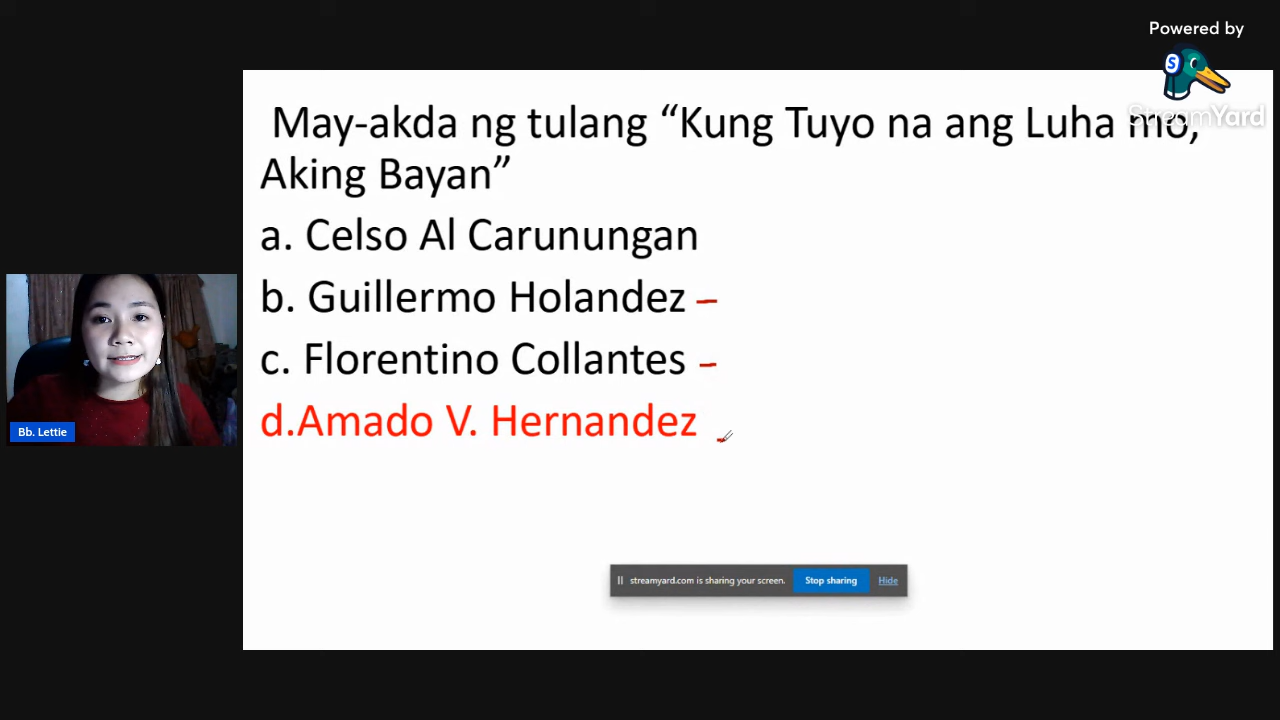 Powered by
StreamYard
May-akda ng tulang “Kung Tuyo na ang Luha mo,
Aking Bayan”
a. Celso Al Carunungan
b. Guillermo Holandez –
c. Florentino Collantes –
d.Amado V. Hernandez
Bb. Lettie
streamyard.com is sharing your screen. Stop sharing Hide